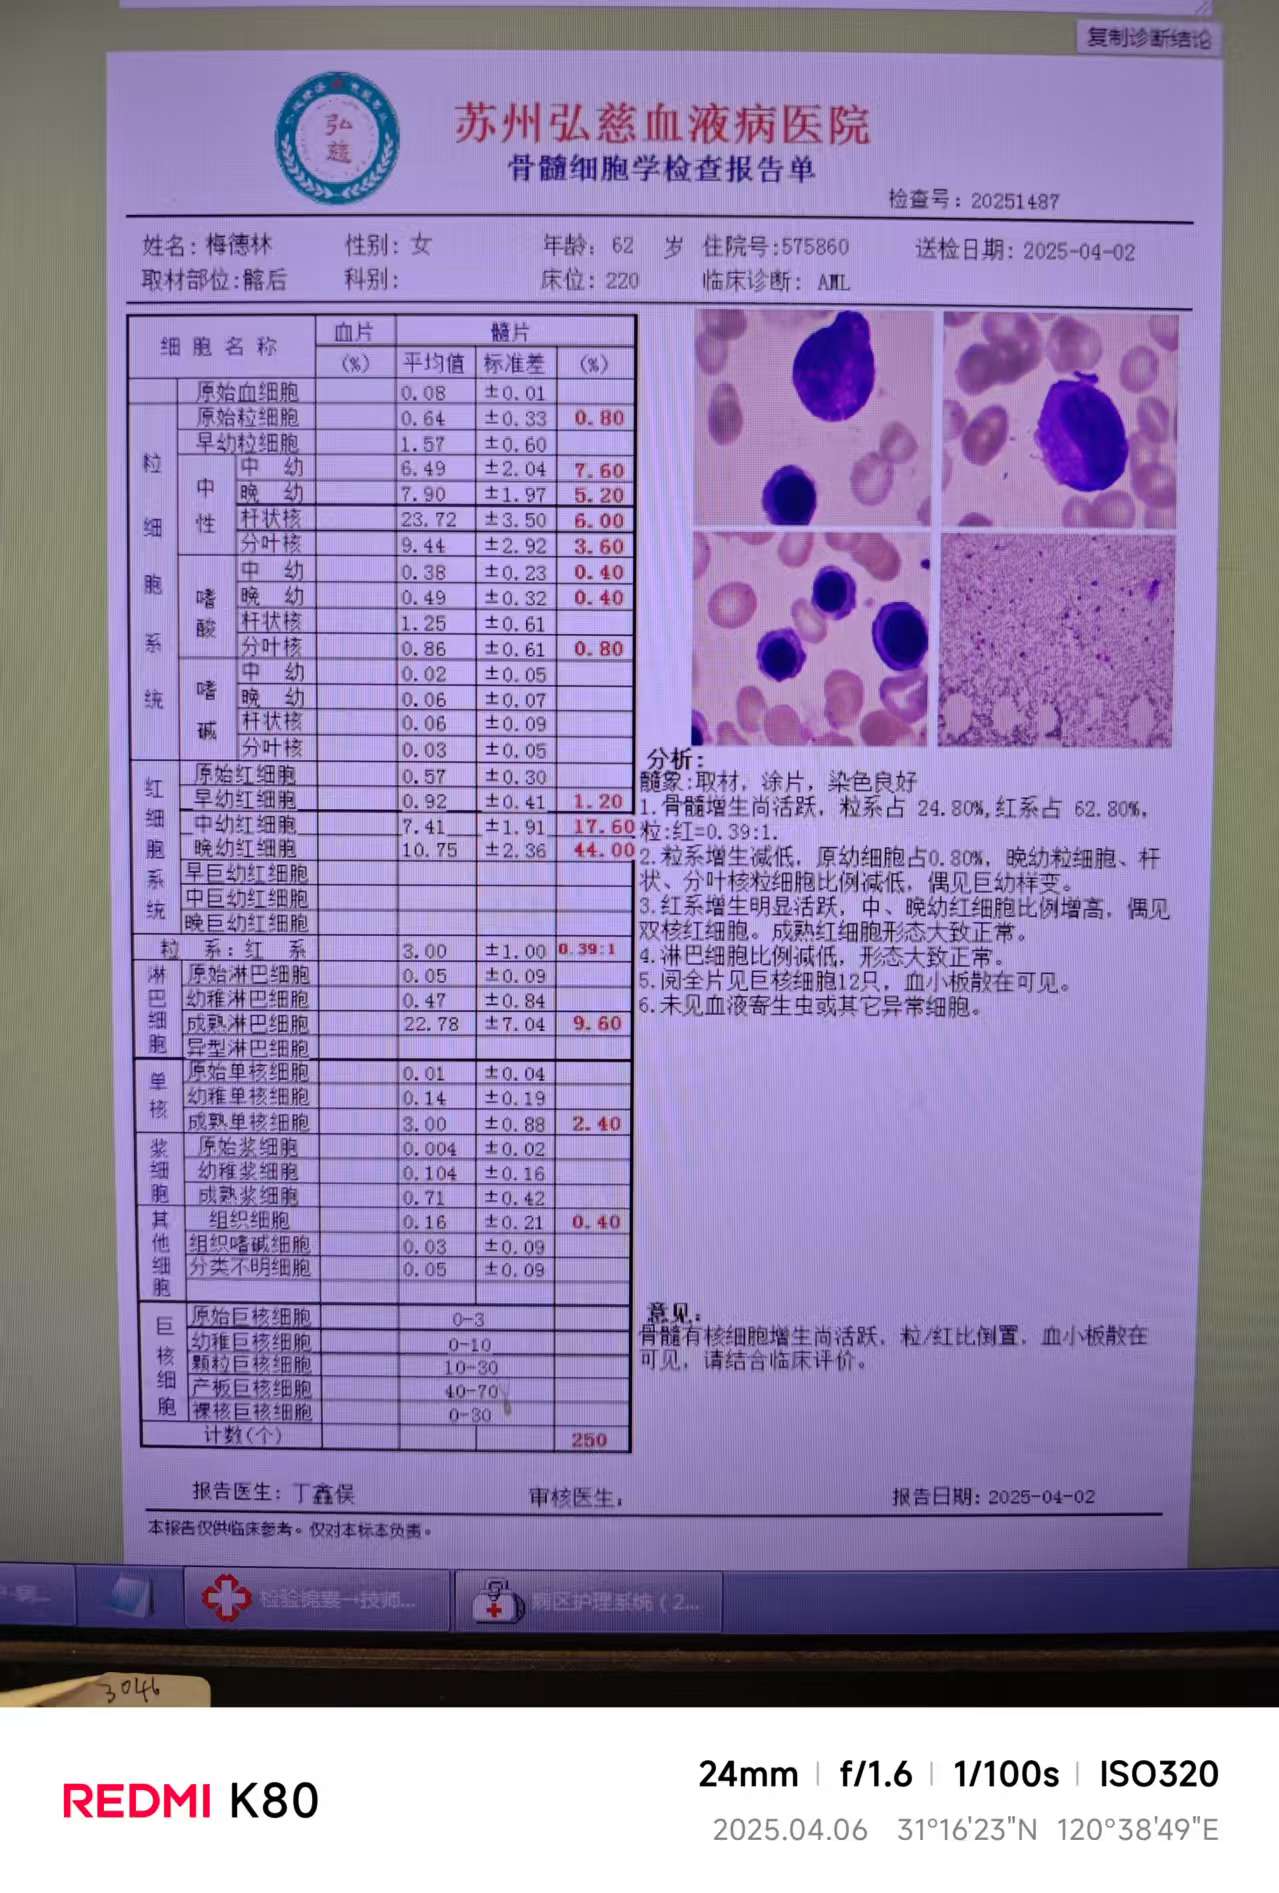 复制诊断结论
弘慈
苏州弘慈血液病医院
骨髓细胞学检查报告单
检查号: 20251487
姓名: 梅德林 性别: 女 年龄: 62 岁 住院号:575860 送检日期: 2025-04-02
取材部位:髂后 科别: 床位: 220 临床诊断: AML
细胞名称 血片 髓片
(%) 平均值 标准差 (%)
原始血细胞 0.08 ±0.01
粒细胞系统
原始粒细胞 0.64 ±0.33 0.80
早幼粒细胞 1.57 ±0.60
中性
中幼 6.49 ±2.04 7.60
晚幼 7.90 ±1.97 5.20
杆状核 23.72 ±3.50 6.00
分叶核 9.44 ±2.92 3.60
嗜酸
中幼 0.38 ±0.23 0.40
晚幼 0.49 ±0.32 0.40
杆状核 1.25 ±0.61
分叶核 0.86 ±0.61 0.80
嗜碱
中幼 0.02 ±0.05
晚幼 0.06 ±0.07
杆状核 0.06 ±0.09
分叶核 0.03 ±0.05
红细胞系统
原始红细胞 0.57 ±0.30
早幼红细胞 0.92 ±0.41 1.20
中幼红细胞 7.41 ±1.91 17.60
晚幼红细胞 10.75 ±2.36 44.00
早巨幼红细胞
中巨幼红细胞
晚巨幼红细胞
粒系:红系 3.00 ±1.00 0.39:1
淋巴细胞
原始淋巴细胞 0.05 ±0.09
幼稚淋巴细胞 0.47 ±0.84
成熟淋巴细胞 22.78 ±7.04 9.60
异型淋巴细胞
单核
原始单核细胞 0.01 ±0.04
幼稚单核细胞 0.14 ±0.19
成熟单核细胞 3.00 ±0.88 2.40
浆细胞
原始浆细胞 0.004 ±0.02
幼稚浆细胞 0.104 ±0.16
成熟浆细胞 0.71 ±0.42
其他细胞
组织细胞 0.16 ±0.21 0.40
组织嗜碱细胞 0.03 ±0.09
分类不明细胞 0.05 ±0.09
巨核细胞
原始巨核细胞 0-3
幼稚巨核细胞 0-10
颗粒巨核细胞 10-30
产板巨核细胞 40-70
裸核巨核细胞 0-30
计数(个) 250
分析:
髓象:取材, 涂片, 染色良好
1.骨髓增生尚活跃, 粒系占 24.80%,红系占 62.80%,
粒:红=0.39:1.
2.粒系增生减低, 原幼细胞占0.80%, 晚幼粒细胞、杆
状、分叶核粒细胞比例减低, 偶见巨幼样变。
3.红系增生明显活跃, 中、晚幼红细胞比例增高, 偶见
双核红细胞。成熟红细胞形态大致正常。
4.淋巴细胞比例减低, 形态大致正常。
5.阅全片见巨核细胞12只, 血小板散在可见。
6.未见血液寄生虫或其它异常细胞。
意见:
骨髓有核细胞增生尚活跃, 粒/红比倒置, 血小板散在
可见, 请结合临床评价。
报告医生: 丁鑫俣 审核医生: 报告日期: 2025-04-02
本报告仅供临床参考。仅对本标本负责。
检验锦囊→技师...
病区护理系统(2...
3046
REDMI K80
24mm | f/1.6 | 1/100s | ISO320
2025.04.06 31°16'23"N 120°38'49"E